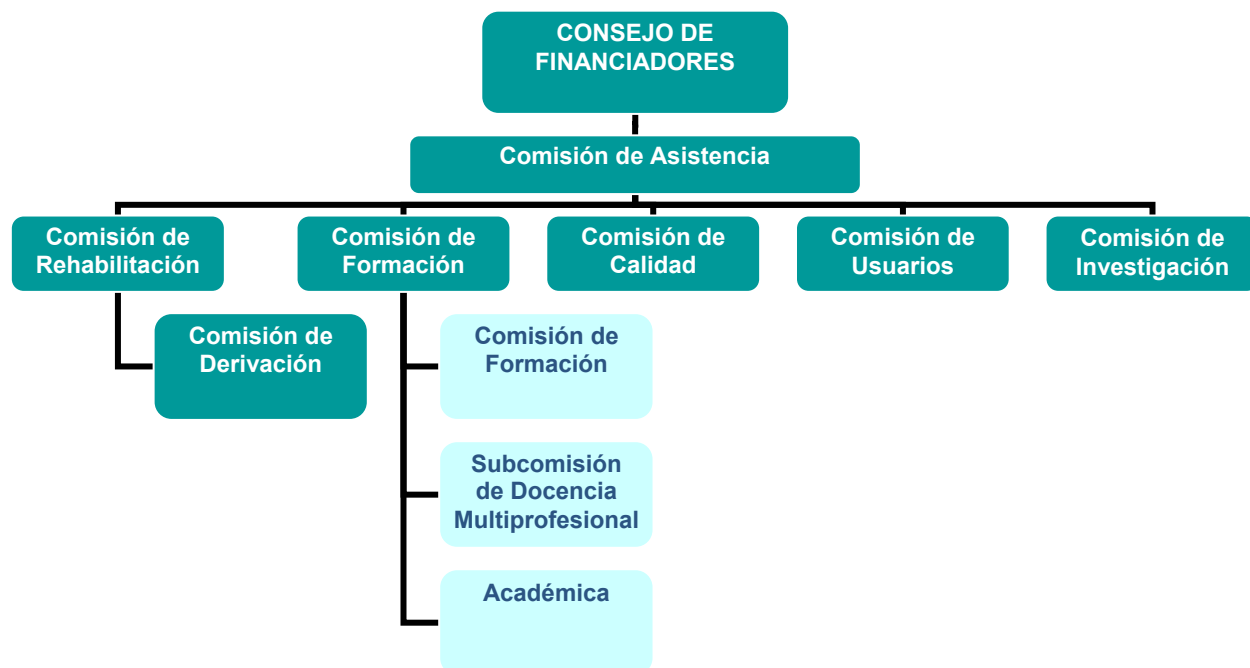 CONSEJO DE
FINANCIADORES
Comisión de Asistencia
Comisión de
Rehabilitación
Comisión de
Formación
Comisión de
Calidad
Comisión de
Usuarios
Comisión de
Investigación
Comisión de
Derivación
Comisión de
Formación
Subcomisión
de Docencia
Multiprofesional
Académica